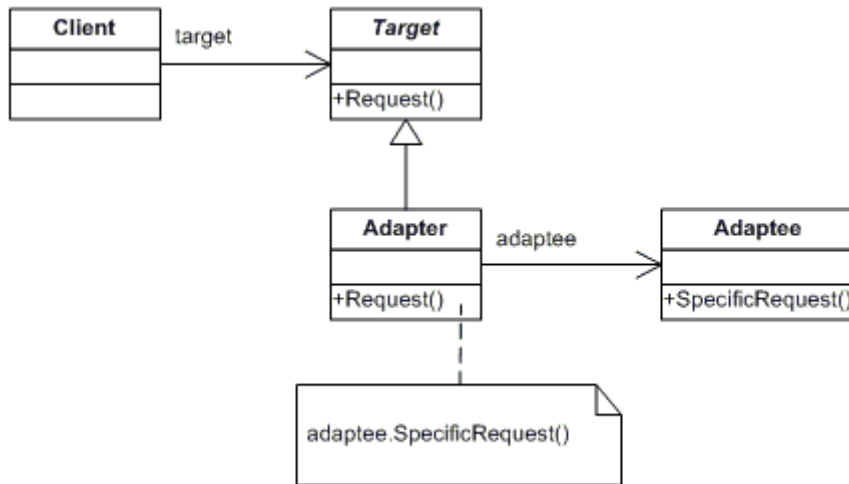 Client
target
Target
+Request()
Adapter
adaptee
Adaptee
+Request()
+SpecificRequest()
adaptee.SpecificRequest()